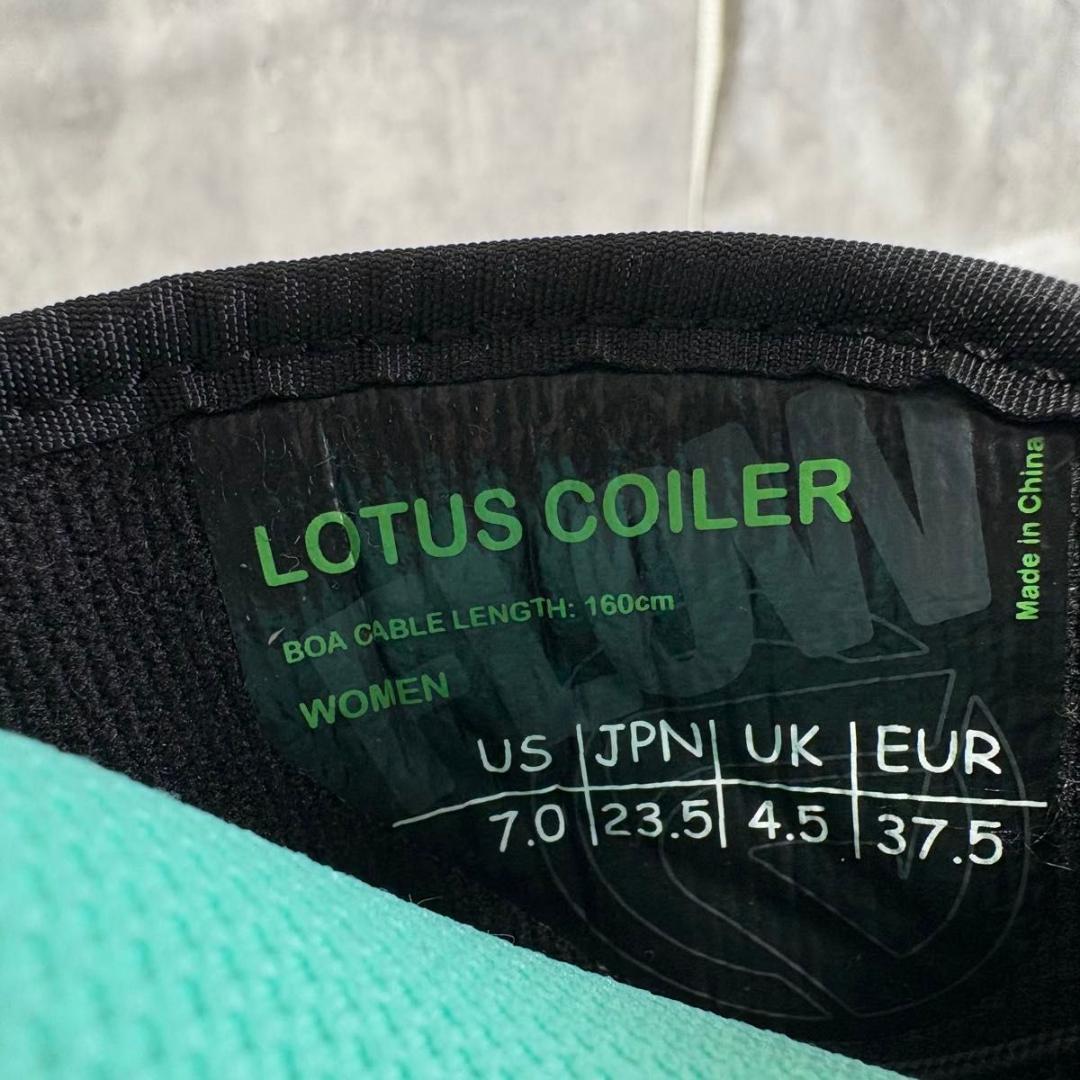 LOTUS COILER
BOA CABLE LENGTH: 160cm
WOMEN
US JPN UK EUR
7.0 23.5 4.5 37.5
Made in China